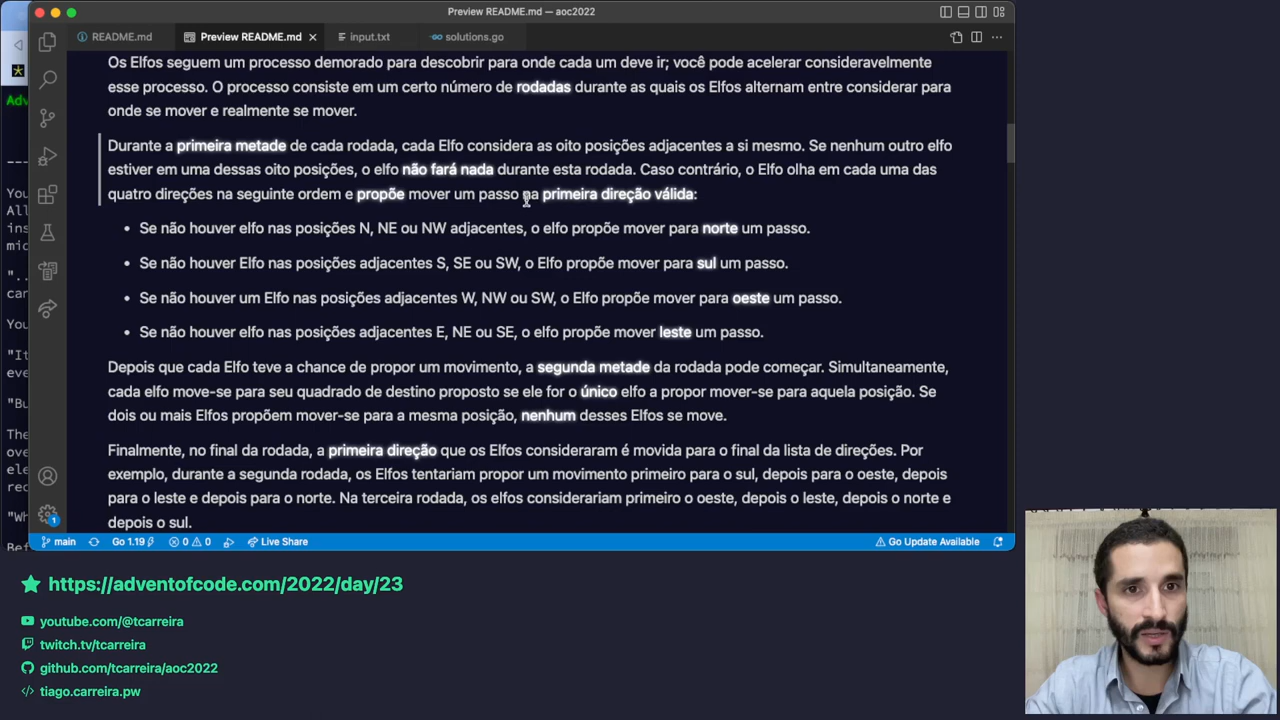 Preview README.md — aoc2022
README.md
Preview README.md
input.txt
solutions.go
Os Elfos seguem um processo demorado para descobrir para onde cada um deve ir; você pode acelerar consideravelmente
esse processo. O processo consiste em um certo número de rodadas durante as quais os Elfos alternam entre considerar para
onde se mover e realmente se mover.
Durante a primeira metade de cada rodada, cada Elfo considera as oito posições adjacentes a si mesmo. Se nenhum outro elfo
estiver em uma dessas oito posições, o elfo não fará nada durante esta rodada. Caso contrário, o Elfo olha em cada uma das
quatro direções na seguinte ordem e propõe mover um passo na primeira direção válida:
• Se não houver elfo nas posições N, NE ou NW adjacentes, o elfo propõe mover para norte um passo.
• Se não houver Elfo nas posições adjacentes S, SE ou SW, o Elfo propõe mover para sul um passo.
• Se não houver um Elfo nas posições adjacentes W, NW ou SW, o Elfo propõe mover para oeste um passo.
• Se não houver elfo nas posições adjacentes E, NE ou SE, o elfo propõe mover leste um passo.
Depois que cada Elfo teve a chance de propor um movimento, a segunda metade da rodada pode começar. Simultaneamente,
cada elfo move-se para seu quadrado de destino proposto se ele for o único elfo a propor mover-se para aquela posição. Se
dois ou mais Elfos propõem mover-se para a mesma posição, nenhum desses Elfos se move.
Finalmente, no final da rodada, a primeira direção que os Elfos consideraram é movida para o final da lista de direções. Por
exemplo, durante a segunda rodada, os Elfos tentariam propor um movimento primeiro para o sul, depois para o oeste, depois
para o leste e depois para o norte. Na terceira rodada, os elfos considerariam primeiro o oeste, depois o leste, depois o norte e
depois o sul.
1
main
Go 1.19
0
0
Live Share
Go Update Available
https://adventofcode.com/2022/day/23
youtube.com/@tcarreira
twitch.tv/tcarreira
github.com/tcarreira/aoc2022
tiago.carreira.pw